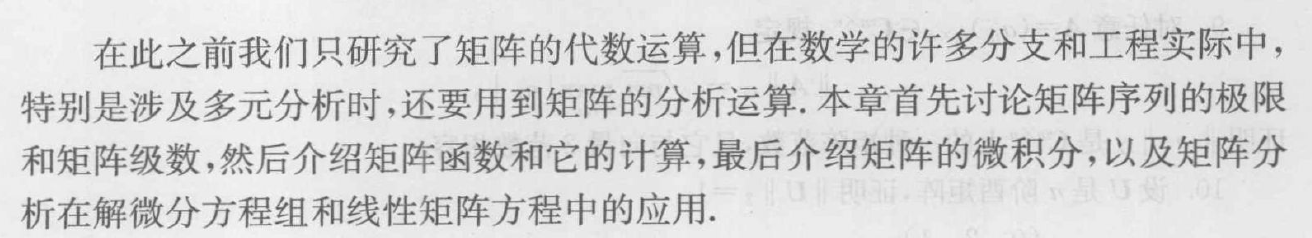 在此之前我们只研究了矩阵的代数运算,但在数学的许多分支和工程实际中,
特别是涉及多元分析时,还要用到矩阵的分析运算.本章首先讨论矩阵序列的极限
和矩阵级数,然后介绍矩阵函数和它的计算,最后介绍矩阵的微积分,以及矩阵分
析在解微分方程组和线性矩阵方程中的应用.